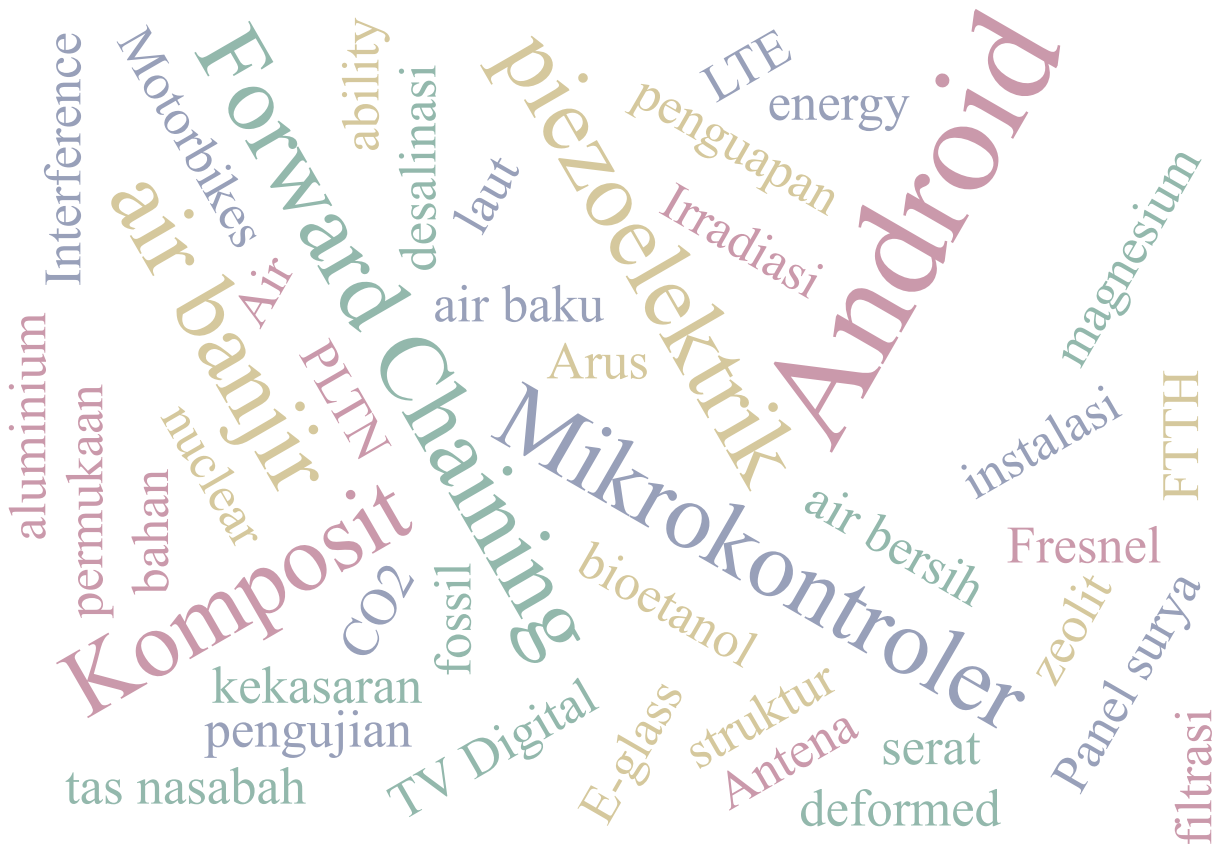 Interference
Motorbikes
Forward Chaining
ability
desalinasi
laut
piezoelektrik
LTE
energy
penguapan
Irradiasi
Android
magnesium
air banjir
Air
air baku
Arus
PLTN
aluminium
permukaan
bahan
nuclear
Mikrokontroler
instalasi
FTTH
air bersih
Fresnel
Komposit
CO2
fossil
bioetanol
zeolit
Panel surya
kekasaran
pengujian
tas nasabah
TV Digital
E-glass
struktur
Antena
serat
deformed
filtrasi